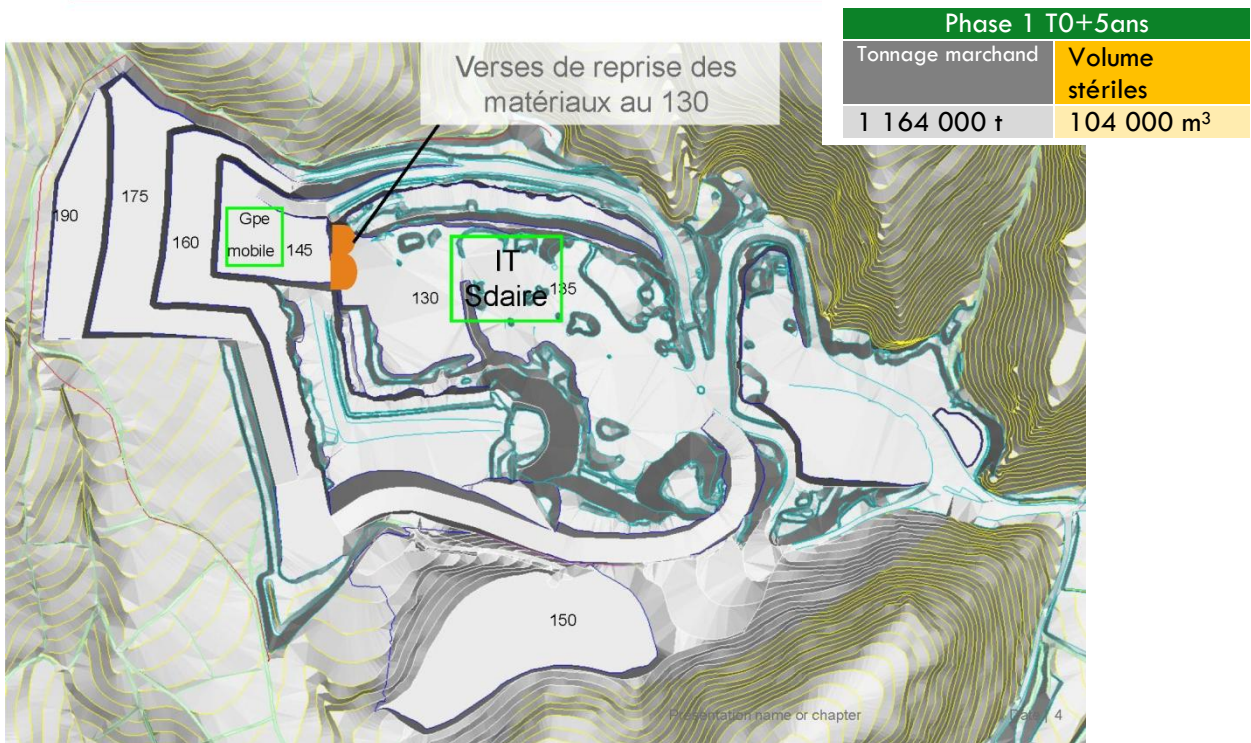 Phase 1 T0+5ans
Tonnage marchand
Volume
stériles
1 164 000 t
104 000 m³
Verses de reprise des
matériaux au 130
190
175
160
Gpe
mobile
145
130
IT
Sdaire
135
150
Presentation name or chapter
Date | 4